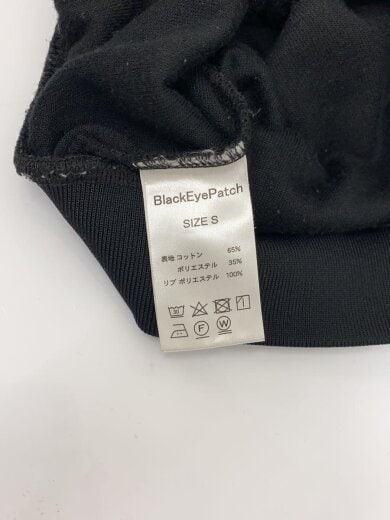 BlackEyePatch
SIZE S
表地 コットン 65%
ポリエステル 35%
リブ ポリエステル 100%
30
F W